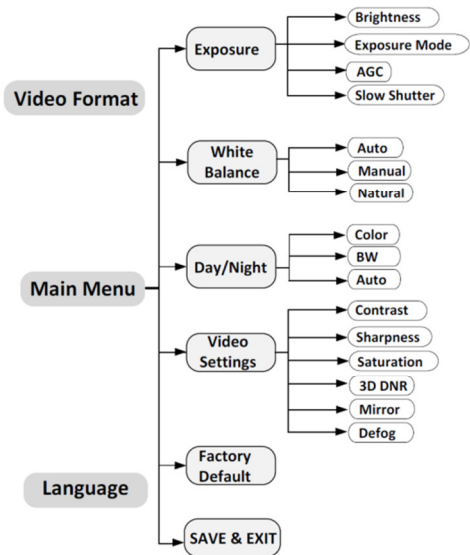 Video Format
Main Menu
Language
Exposure
Brightness
Exposure Mode
AGC
Slow Shutter
White
Balance
Auto
Manual
Natural
Day/Night
Color
BW
Auto
Video
Settings
Contrast
Sharpness
Saturation
3D DNR
Mirror
Defog
Factory
Default
SAVE & EXIT